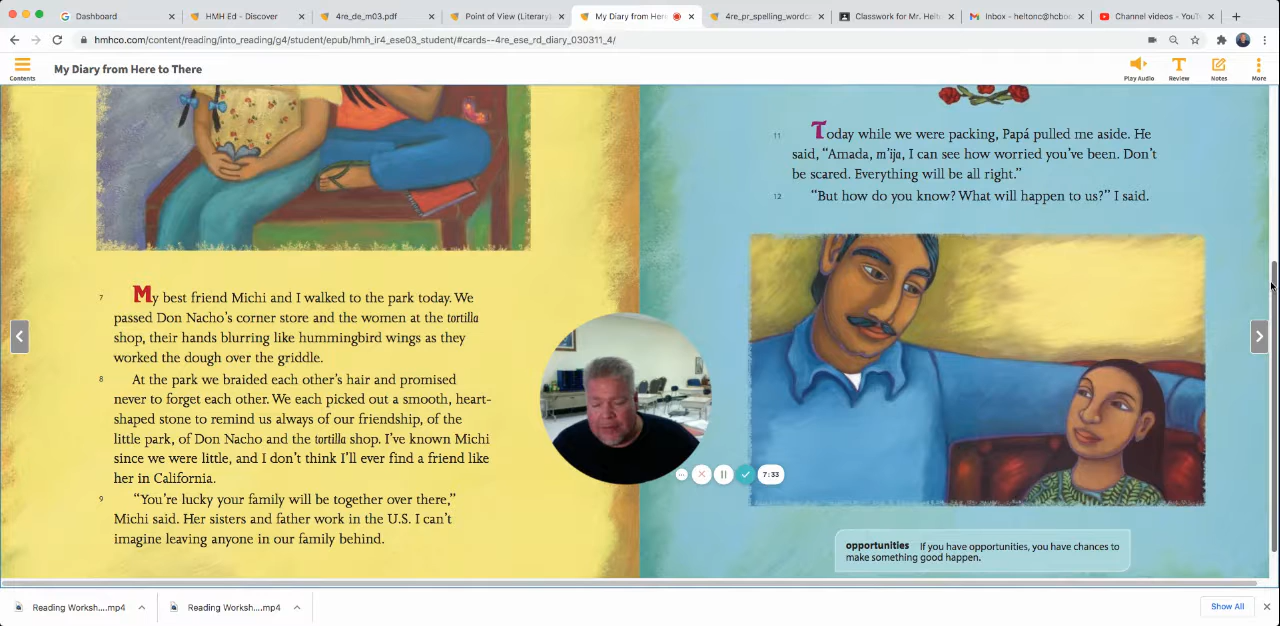 Dashboard
HMH Ed - Discover
4re_de_m03.pdf
Point of View (Literary)
My Diary from Here
4re_pr_spelling_wordc
Classwork for Mr. Helt
Inbox - heltonc@hcbo
Channel videos - YouT
hmhco.com/content/reading/into_reading/g4/student/epub/hmh_ir4_ese03_student/#cards--4re_ese_rd_diary_030311_4/
Contents
My Diary from Here to There
Play Audio
Review
Notes
More
7 My best friend Michi and I walked to the park today. We
passed Don Nacho's corner store and the women at the tortilla
shop, their hands blurring like hummingbird wings as they
worked the dough over the griddle.
8 At the park we braided each other's hair and promised
never to forget each other. We each picked out a smooth, heart-
shaped stone to remind us always of our friendship, of the
little park, of Don Nacho and the tortilla shop. I've known Michi
since we were little, and I don't think I'll ever find a friend like
her in California.
9 "You're lucky your family will be together over there,"
Michi said. Her sisters and father work in the U.S. I can't
imagine leaving anyone in our family behind.
11 Today while we were packing, Papá pulled me aside. He
said, "Amada, m'ija, I can see how worried you've been. Don't
be scared. Everything will be all right."
12 "But how do you know? What will happen to us?" I said.
7:33
opportunities If you have opportunities, you have chances to
make something good happen.
Reading Worksh....mp4
Reading Worksh....mp4
Show All